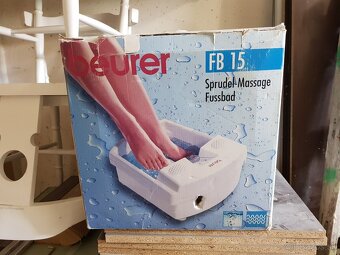 beurer
FB 15
Sprudel-Massage
Fussbad